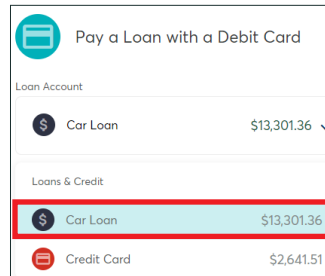 Pay a Loan with a Debit Card
Loan Account
$ Car Loan $13,301.36
Loans & Credit
$ Car Loan $13,301.36
Credit Card $2,641.51